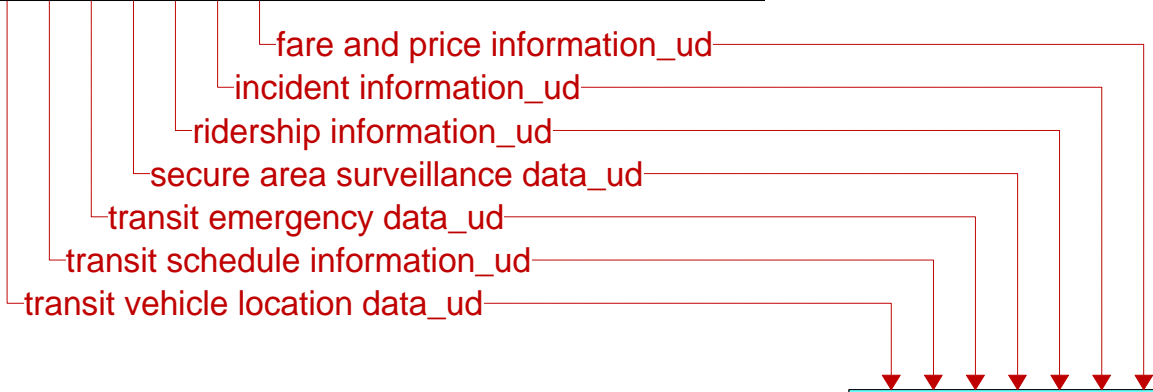 fare and price information_ud
incident information_ud
ridership information_ud
secure area surveillance data_ud
transit emergency data_ud
transit schedule information_ud
transit vehicle location data_ud